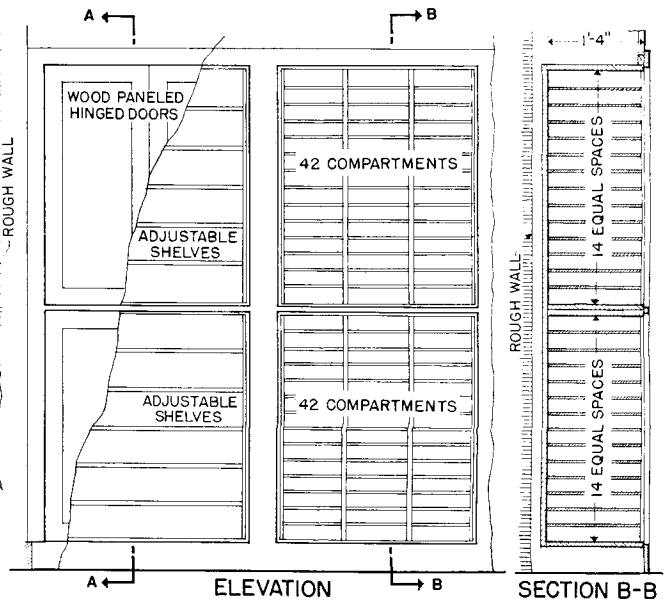 A
B
1'-4"
WOOD PANELED
HINGED DOORS
ROUGH WALL
42 COMPARTMENTS
14 EQUAL SPACES
ADJUSTABLE
SHELVES
ROUGH WALL
ADJUSTABLE
SHELVES
42 COMPARTMENTS
14 EQUAL SPACES
A
B
ELEVATION
SECTION B-B